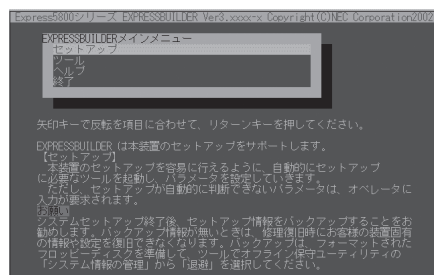 Express5800シリーズ EXPRESSBUILDER Ver3.xxxx-x Copyright(C)NEC Corporation2002
EXPRESSBUILDERメインメニュー
セットアップ
ツール
ヘルプ
終了
矢印キーで反転を項目に合わせて、リターンキーを押してください。
EXPRESSBUILDER は本装置のセットアップをサポートします。
【セットアップ】
本装置のセットアップを容易に行えるように、自動的にセットアップ
に必要なツールを起動し、パラメータを設定していきます。
ただし、セットアップが自動的に判断できないパラメータは、オペレータに
入力が要求されます。
お願い
システムセットアップ終了後、セットアップ情報をバックアップすることをお
勧めします。バックアップ情報が無いときは、修理復旧時にお客様の装置固有
の情報や設定を復旧できなくなります。バックアップは、フォーマットされた
フロッピーディスクを準備して、ツールでオフライン保守ユーティリティの
「システム情報の管理」から「退避」を選択してください。